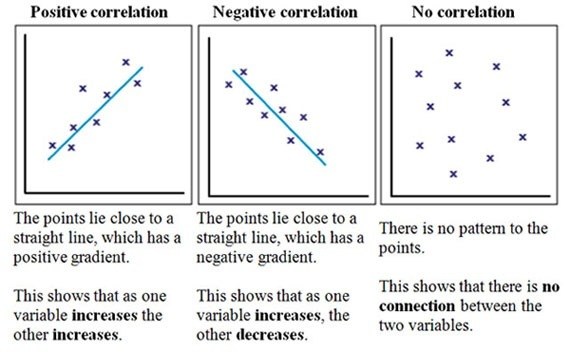 Positive correlation
Negative correlation
No correlation
The points lie close to a
straight line, which has a
positive gradient.
This shows that as one
variable increases the
other increases.
The points lie close to a
straight line, which has a
negative gradient.
This shows that as one
variable increases, the
other decreases.
There is no pattern to the
points.
This shows that there is no
connection between the
two variables.